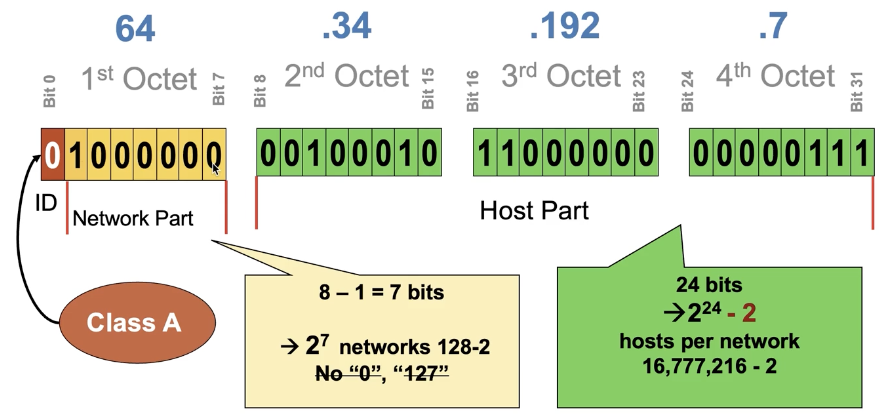 64 .34 .192 .7
Bit 0 1st Octet Bit 7 Bit 8 2nd Octet Bit 15 Bit 16 3rd Octet Bit 23 Bit 24 4th Octet Bit 31
0 1 0 0 0 0 0 0 0 0 1 0 0 0 1 0 1 1 0 0 0 0 0 0 0 0 0 0 0 1 1 1
ID
Network Part
Host Part
Class A
8 – 1 = 7 bits
→ 2⁷ networks 128-2
No “0”, “127”
24 bits
→2²⁴ - 2
hosts per network
16,777,216 - 2